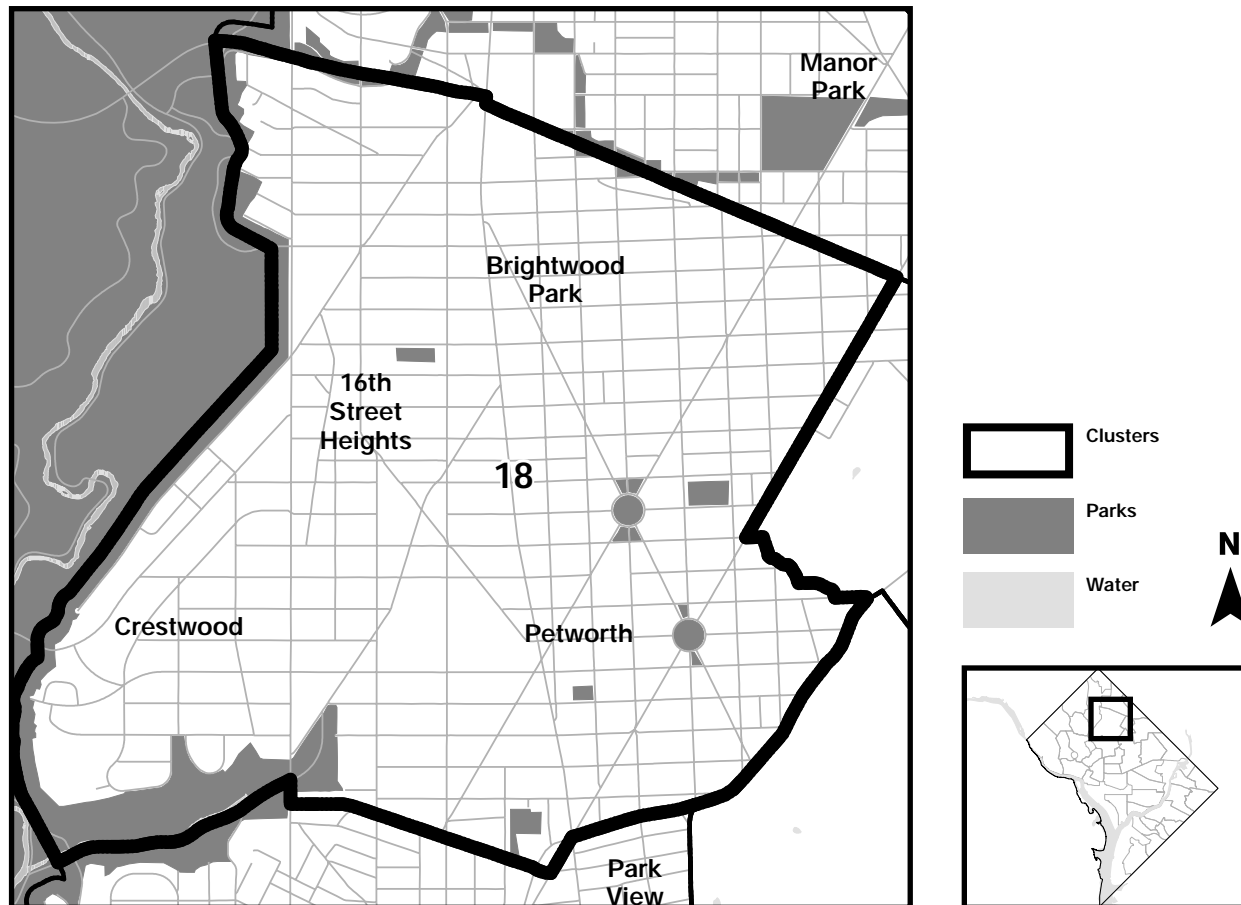 Manor
Park
Brightwood
Park
16th
Street
Heights
18
Crestwood
Petworth
Park
View
Clusters
Parks
Water
N